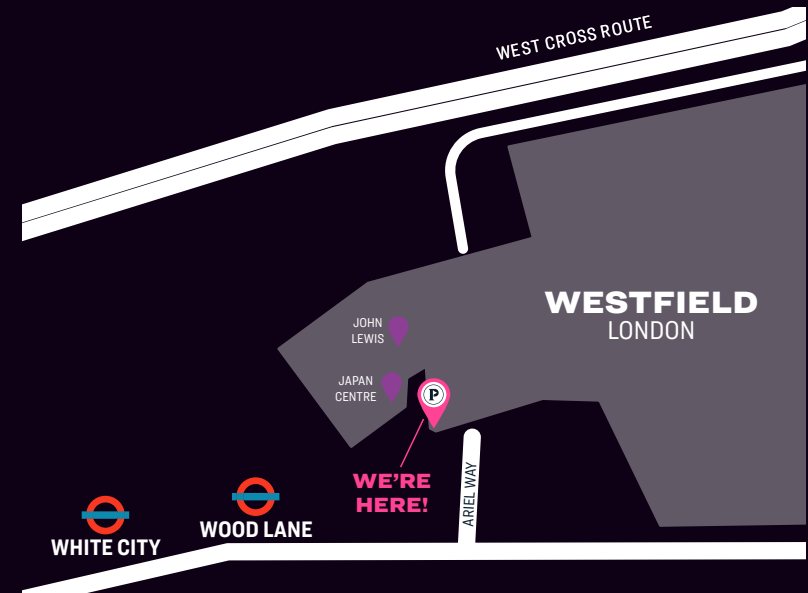 WEST CROSS ROUTE
WESTFIELD
LONDON
JOHN
LEWIS
JAPAN
CENTRE
P
WE'RE
HERE!
ARIEL WAY
WOOD LANE
WHITE CITY